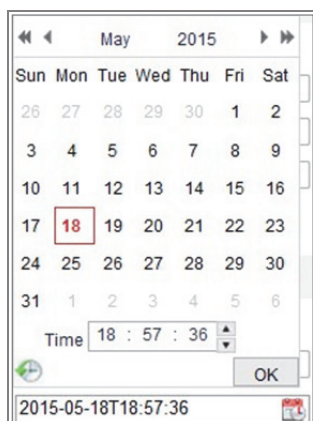 May 2015
Sun Mon Tue Wed Thu Fri Sat
26 27 28 29 30 1 2
3 4 5 6 7 8 9
10 11 12 13 14 15 16
17 18 19 20 21 22 23
24 25 26 27 28 29 30
31 1 2 3 4 5 6
Time 18 : 57 : 36
OK
2015-05-18T18:57:36